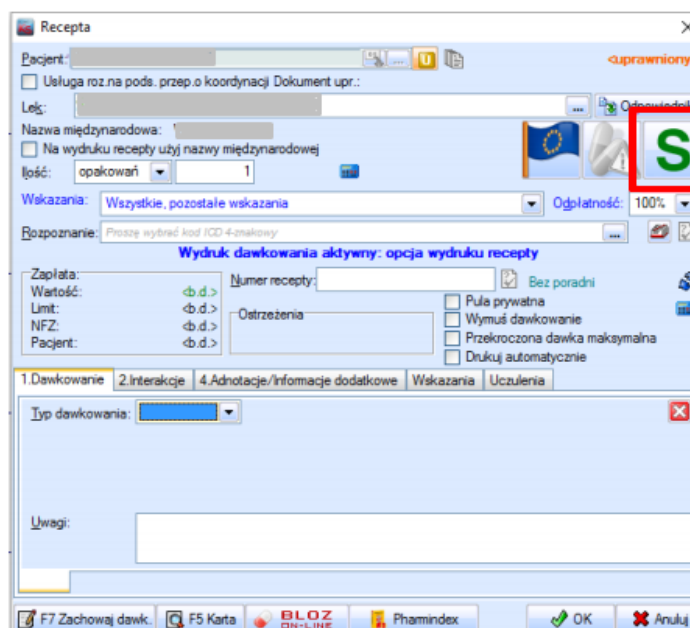 Recepta
Pacjent: ... U <uprawniony
Usługa roz.na pods. przep.o koordynacji Dokument upr.:
Lek: ... Odpowiednik
Nazwa międzynarodowa:
Na wydruku recepty użyj nazwy międzynarodowej
S
Ilość: opakowań 1
Wskazania: Wszystkie, pozostałe wskazania Odpłatność: 100%
Rozpoznanie: Proszę wybrać kod ICD 4-znakowy ...
Wydruk dawkowania aktywny: opcja wydruku recepty
Zapłata:
Wartość: <b.d.>
Limit: <b.d.>
NFZ: <b.d.>
Pacjent: <b.d.>
Numer recepty: Bez poradni
Ostrzeżenia
Pula prywatna
Wymuś dawkowanie
Przekroczona dawka maksymalna
Drukuj automatycznie
1.Dawkowanie 2.Interakcje 4.Adnotacje/Informacje dodatkowe Wskazania Uczulenia
Typ dawkowania:
Uwagi:
F7 Zachowaj dawk. F5 Karta BLOZ ON-LINE Pharmindex OK Anuluj